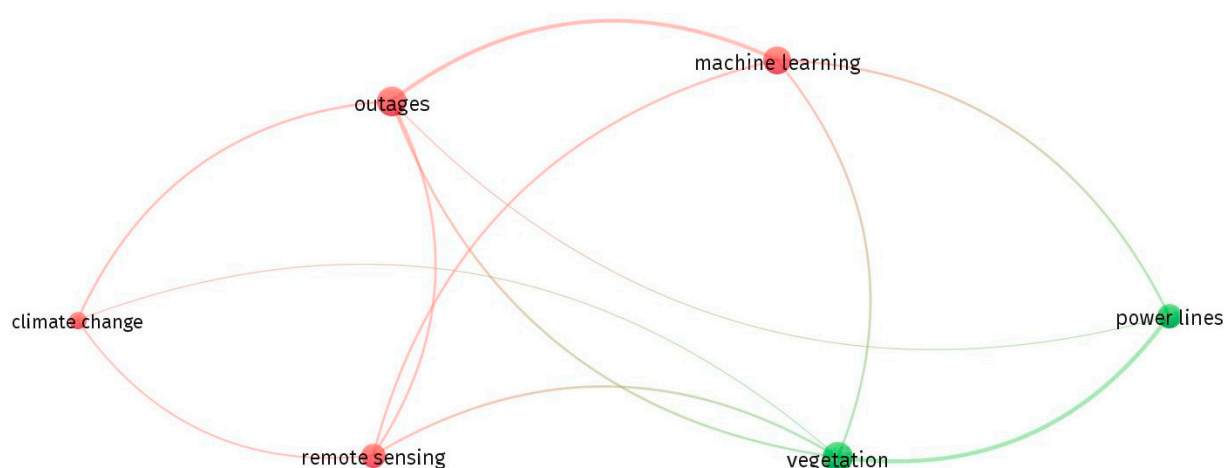 machine learning
outages
power lines
climate change
remote sensing
vegetation